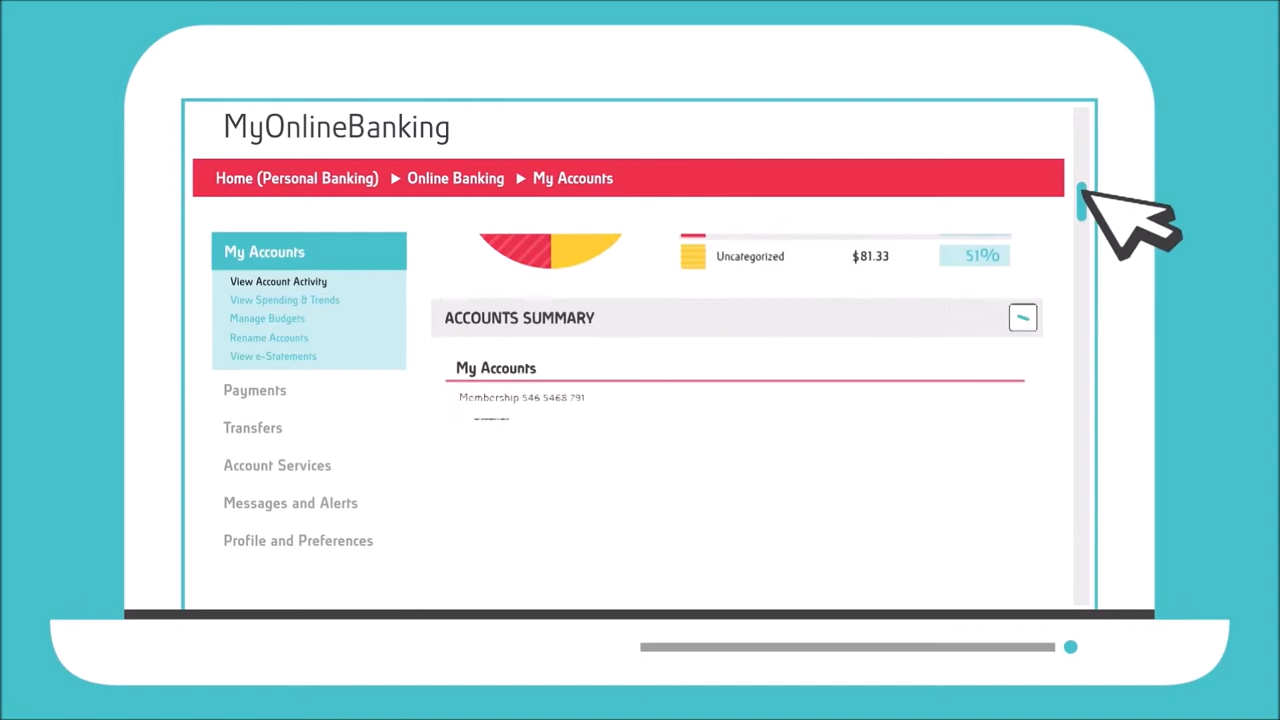 MyOnlineBanking
Home (Personal Banking) ▶ Online Banking ▶ My Accounts
My Accounts
View Account Activity
View Spending & Trends
Manage Budgets
Rename Accounts
View e-Statements
Payments
Transfers
Account Services
Messages and Alerts
Profile and Preferences
Uncategorized $81.33 51%
ACCOUNTS SUMMARY
My Accounts
Membership 546 5468 791